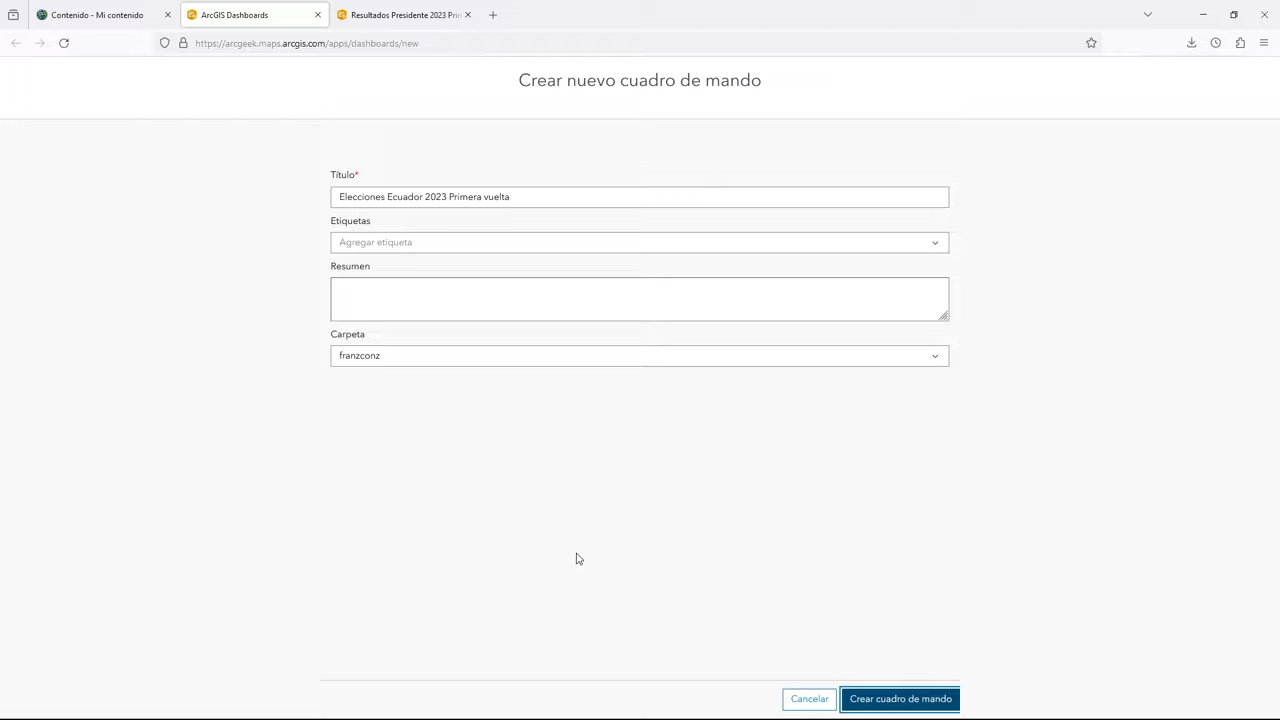 Contenido - Mi contenido
ArcGIS Dashboards
Resultados Presidente 2023 Prin
https://arcgeek.maps.arcgis.com/apps/dashboards/new
Crear nuevo cuadro de mando
Título*
Elecciones Ecuador 2023 Primera vuelta
Etiquetas
Agregar etiqueta
Resumen
Carpeta
franzconz
Cancelar
Crear cuadro de mando